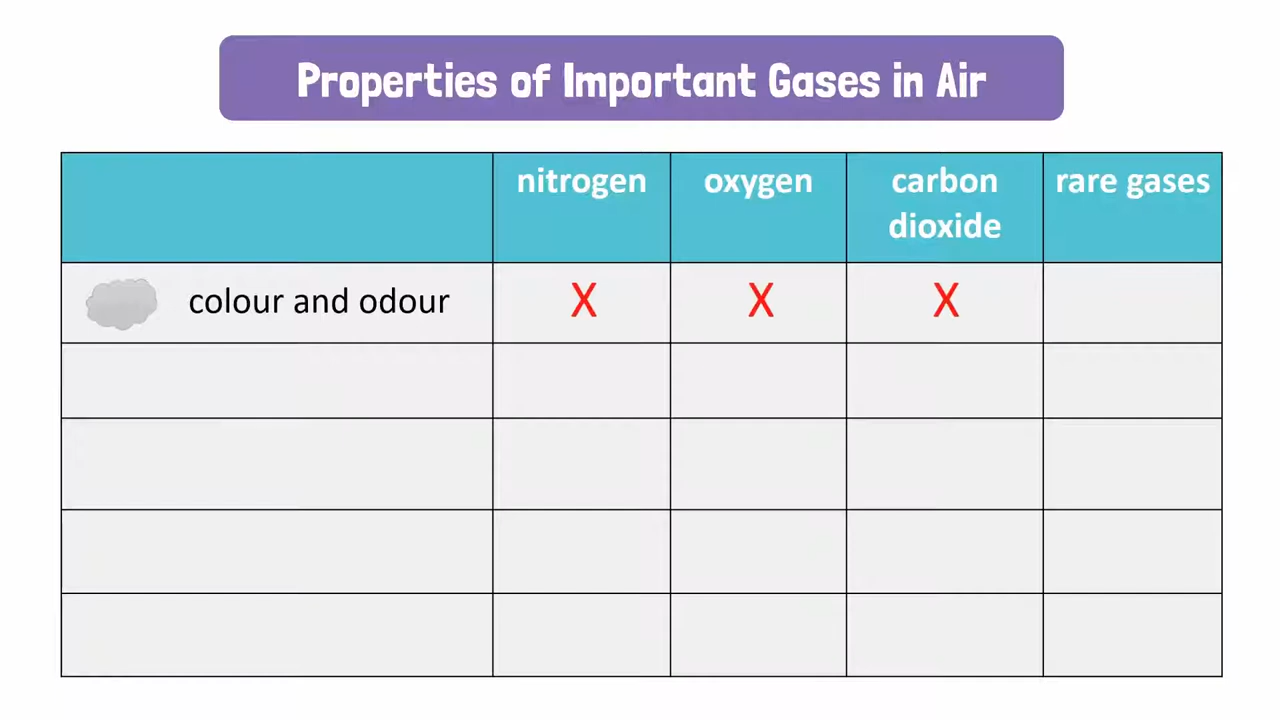 Properties of Important Gases in Air
nitrogen oxygen carbon dioxide rare gases
colour and odour X X X